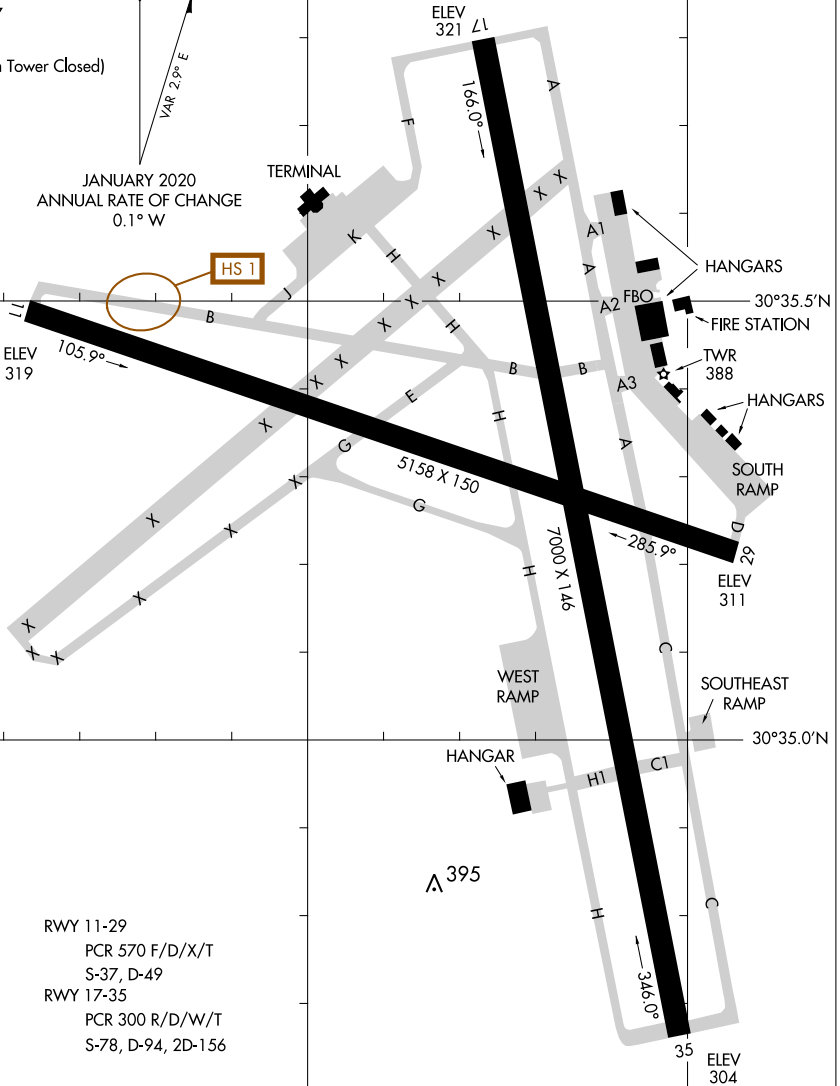 ELEV
321
17
Tower Closed)
VAR 2.9° E
166.0°
A
F
JANUARY 2020
ANNUAL RATE OF CHANGE
0.1° W
TERMINAL
X
X
K
X
A1
H
A
HANGARS
HS 1
X
J
A2
FBO
30°35.5'N
11
B
X
X
H
FIRE STATION
ELEV
319
105.9°
X
X
B
B
A3
TWR
388
E
H
HANGARS
X
G
A
5158 X 150
SOUTH
RAMP
X
X
G
X
D
29
7000 X 146
285.9°
H
ELEV
311
X
X
X
X
C
WEST
RAMP
SOUTHEAST
RAMP
30°35.0'N
HANGAR
H1
C1
395
H
C
RWY 11-29
PCR 570 F/D/X/T
S-37, D-49
RWY 17-35
PCR 300 R/D/W/T
S-78, D-94, 2D-156
346.0°
35
ELEV
304